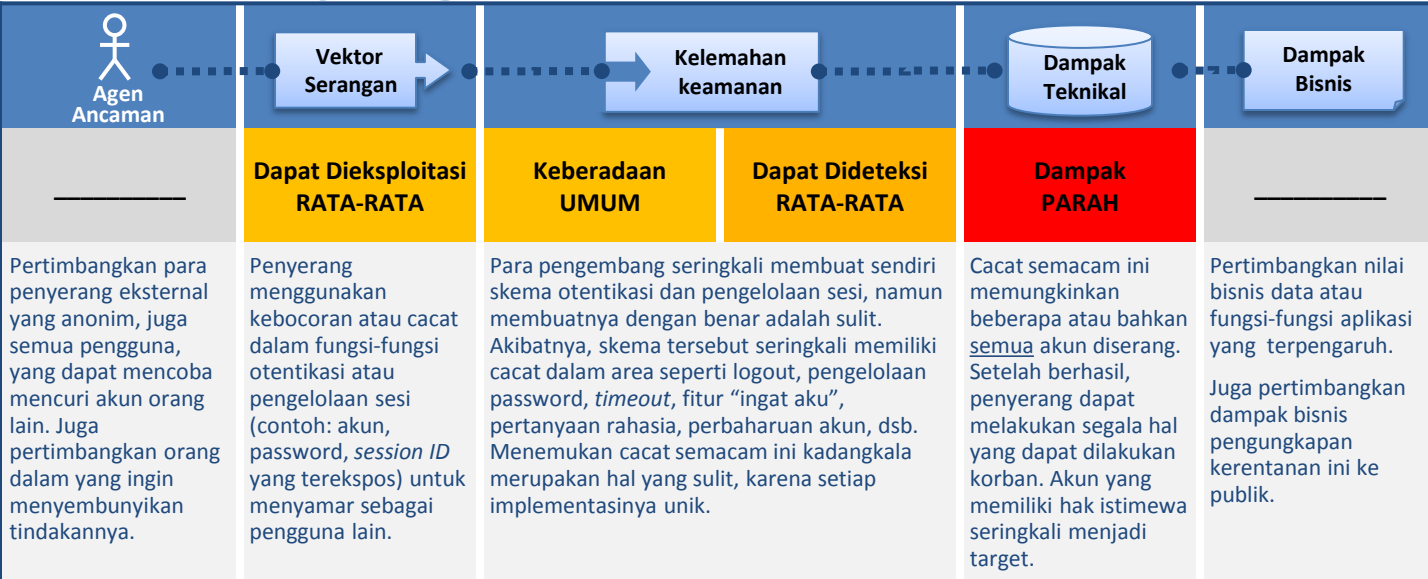 Agen
Ancaman
Vektor
Serangan
Kelemahan
keamanan
Dampak
Teknikal
Dampak
Bisnis
__________
Dapat Dieksploitasi
RATA-RATA
Keberadaan
UMUM
Dapat Dideteksi
RATA-RATA
Dampak
PARAH
__________
Pertimbangkan para
penyerang eksternal
yang anonim, juga
semua pengguna,
yang dapat mencoba
mencuri akun orang
lain. Juga
pertimbangkan orang
dalam yang ingin
menyembunyikan
tindakannya.
Penyerang
menggunakan
kebocoran atau cacat
dalam fungsi-fungsi
otentikasi atau
pengelolaan sesi
(contoh: akun,
password, session ID
yang terekspos) untuk
menyamar sebagai
pengguna lain.
Para pengembang seringkali membuat sendiri
skema otentikasi dan pengelolaan sesi, namun
membuatnya dengan benar adalah sulit.
Akibatnya, skema tersebut seringkali memiliki
cacat dalam area seperti logout, pengelolaan
password, timeout, fitur “ingat aku”,
pertanyaan rahasia, perbaharuan akun, dsb.
Menemukan cacat semacam ini kadangkala
merupakan hal yang sulit, karena setiap
implementasinya unik.
Cacat semacam ini
memungkinkan
beberapa atau bahkan
semua akun diserang.
Setelah berhasil,
penyerang dapat
melakukan segala hal
yang dapat dilakukan
korban. Akun yang
memiliki hak istimewa
seringkali menjadi
target.
Pertimbangkan nilai
bisnis data atau
fungsi-fungsi aplikasi
yang terpengaruh.
Juga pertimbangkan
dampak bisnis
pengungkapan
kerentanan ini ke
publik.